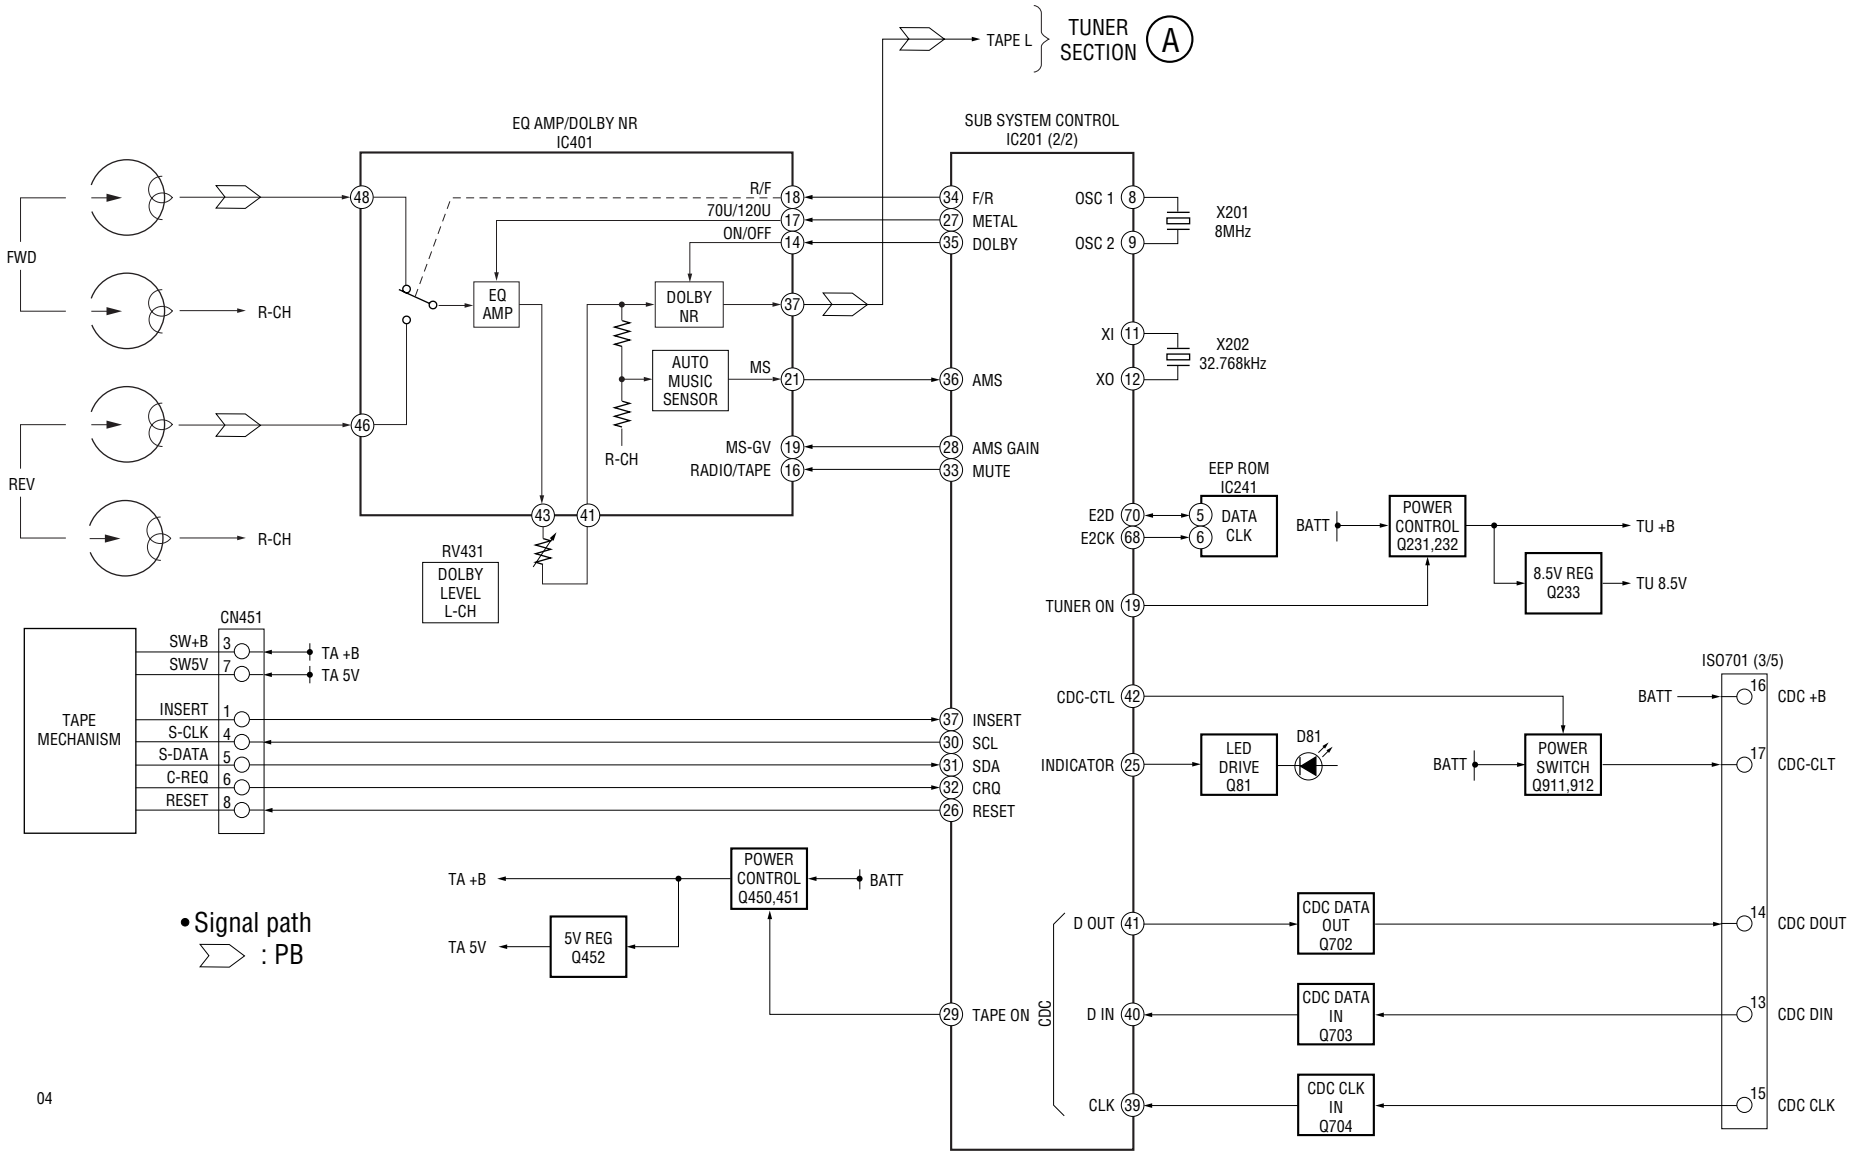 TAPE L
TUNER
SECTION
A
EQ AMP/DOLBY NR
IC401
SUB SYSTEM CONTROL
IC201 (2/2)
FWD
R-CH
REV
R-CH
48
46
R/F
18
70U/120U
17
ON/OFF
14
EQ
AMP
DOLBY
NR
37
AUTO
MUSIC
SENSOR
MS
21
R-CH
MS-GV
19
RADIO/TAPE
16
43
41
RV431
DOLBY
LEVEL
L-CH
34
F/R
27
METAL
35
DOLBY
36
AMS
28
AMS GAIN
33
MUTE
OSC 1
8
OSC 2
9
X201
8MHz
XI
11
XO
12
X202
32.768kHz
EEP ROM
IC241
E2D
70
5
DATA
E2CK
68
6
CLK
BATT
POWER
CONTROL
Q231,232
TU +B
8.5V REG
Q233
TU 8.5V
TUNER ON
19
CN451
TAPE
MECHANISM
SW+B
3
TA +B
SW5V
7
TA 5V
INSERT
1
S-CLK
4
S-DATA
5
C-REQ
6
RESET
8
37
INSERT
30
SCL
31
SDA
32
CRQ
26
RESET
CDC-CTL
42
INDICATOR
25
LED
DRIVE
Q81
D81
BATT
POWER
SWITCH
Q911,912
ISO701 (3/5)
BATT
16
CDC +B
17
CDC-CLT
TA +B
POWER
CONTROL
Q450,451
BATT
TA 5V
5V REG
Q452
29
TAPE ON
CDC
D OUT
41
CDC DATA
OUT
Q702
14
CDC DOUT
D IN
40
CDC DATA
IN
Q703
13
CDC DIN
CLK
39
CDC CLK
IN
Q704
15
CDC CLK
• Signal path
: PB
04